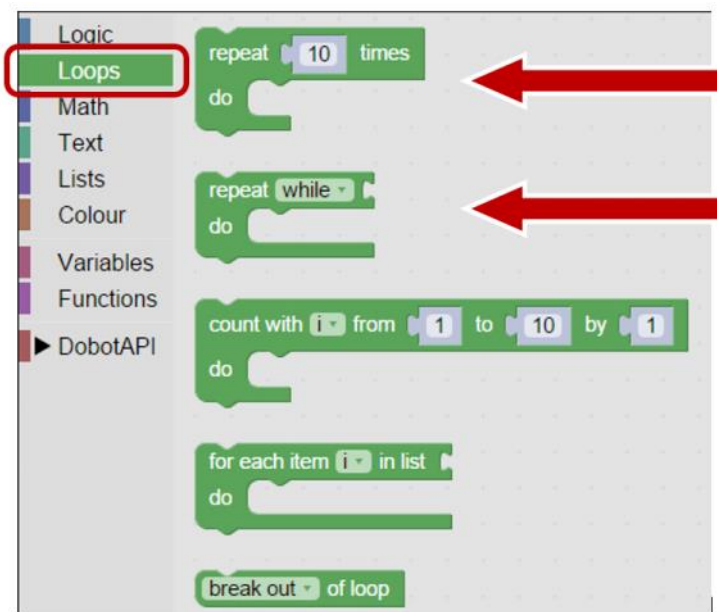 Logic
Loops
Math
Text
Lists
Colour
Variables
Functions
DobotAPI
repeat 10 times
do
repeat while
do
count with i from 1 to 10 by 1
do
for each item i in list
do
break out of loop